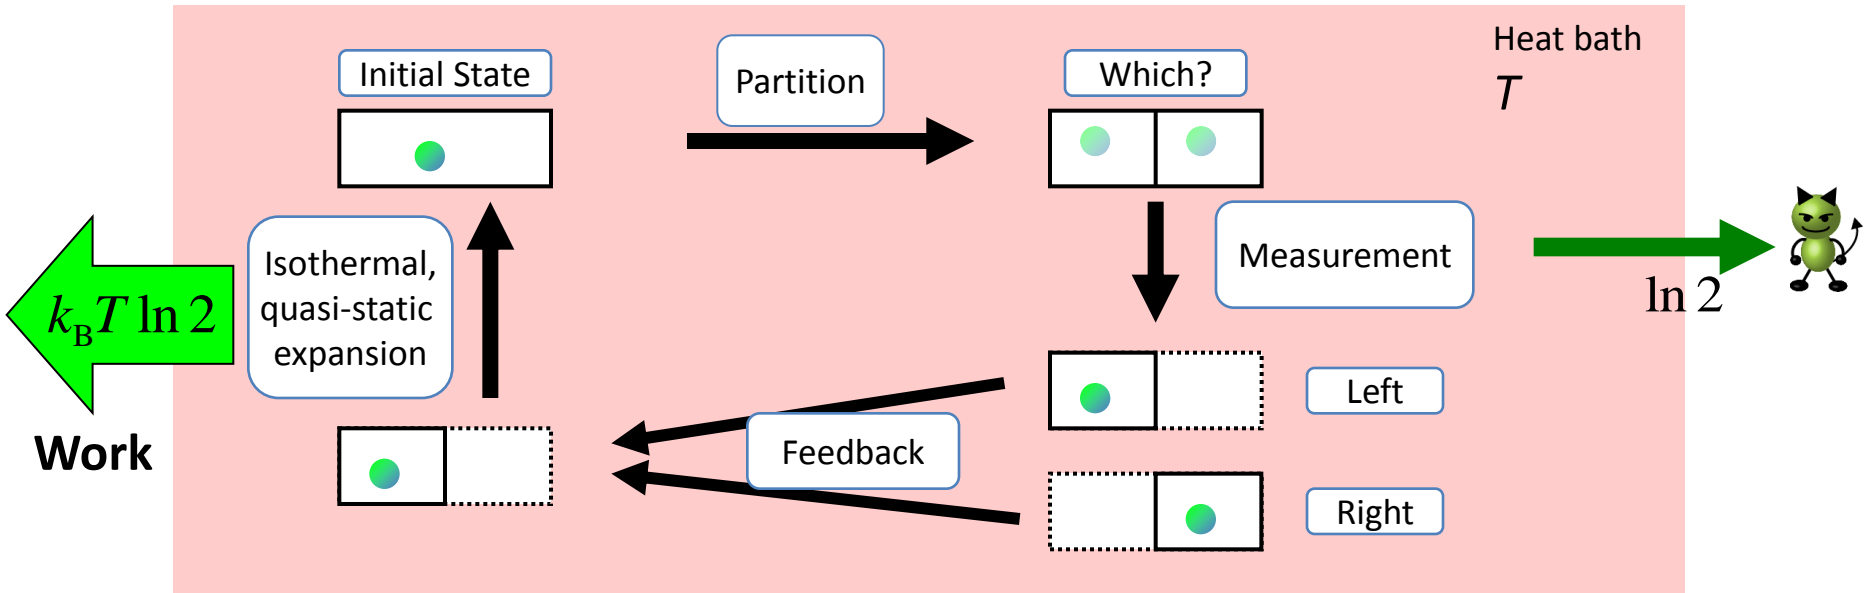 Initial State
Partition
Which?
Heat bath
T
Isothermal,
quasi-static
expansion
Measurement
k_B T ln 2
ln 2
Work
Left
Feedback
Right